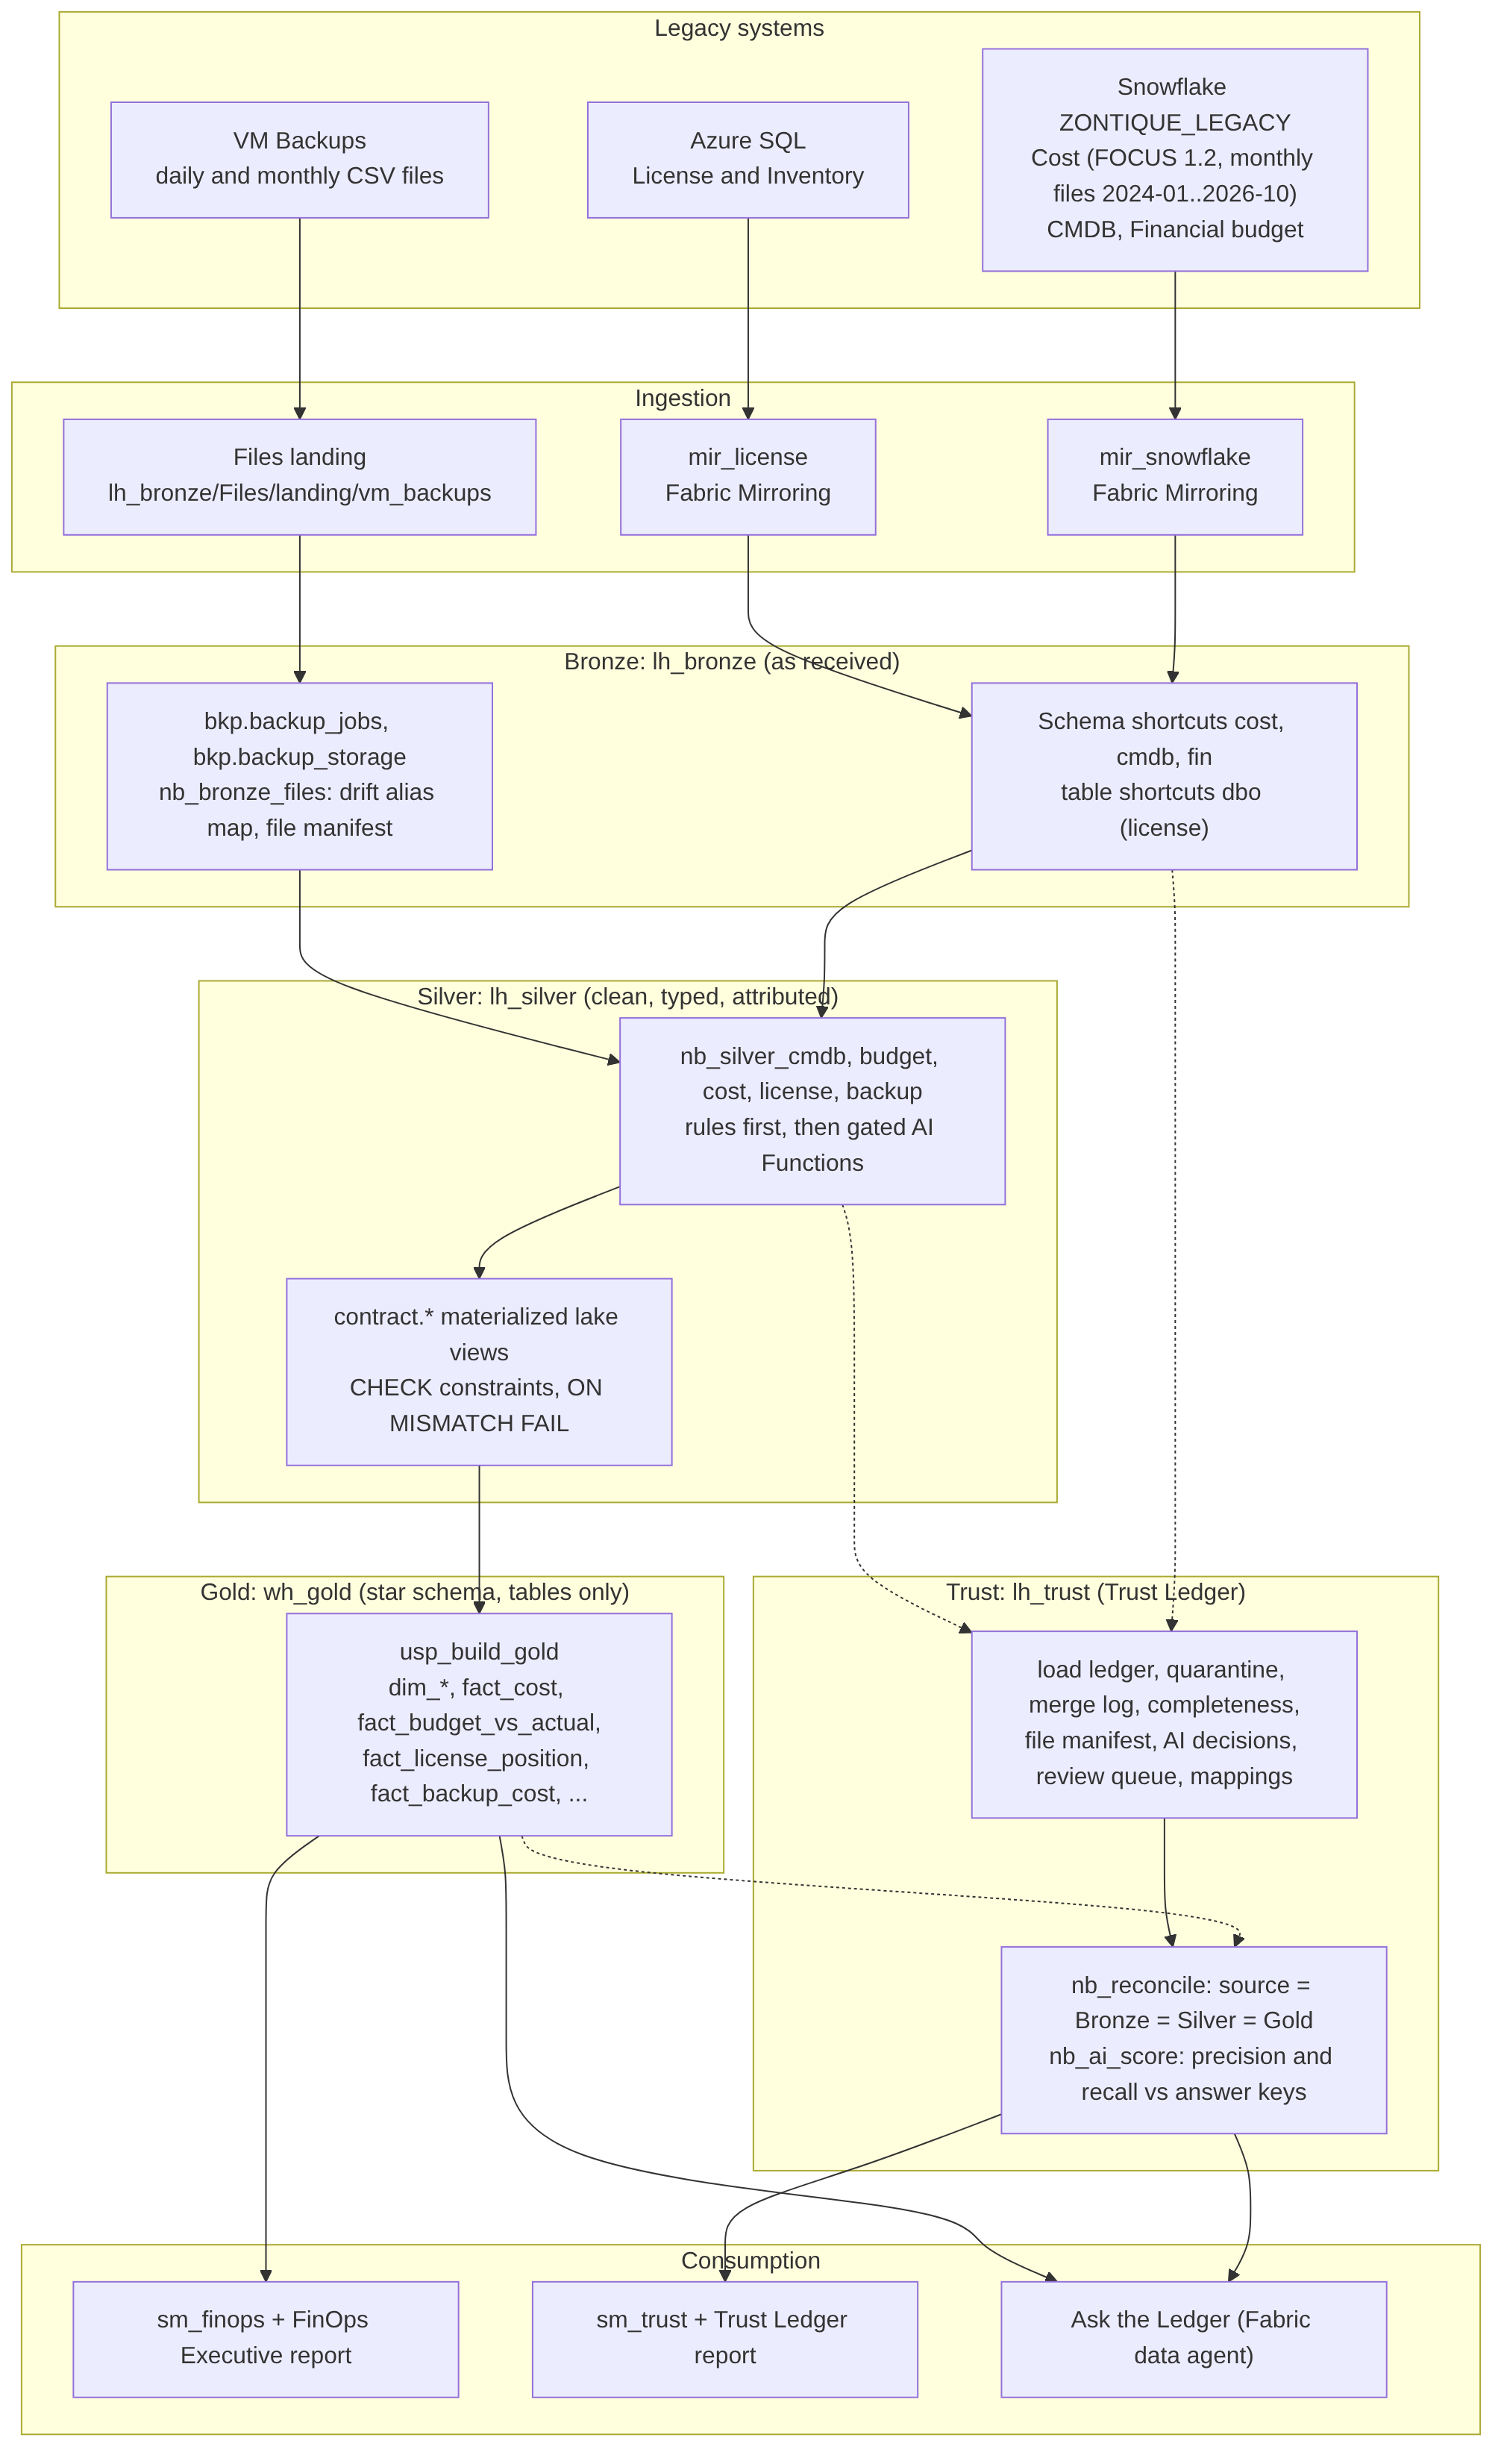 Legacy systems
VM Backups
daily and monthly CSV files
Azure SQL
License and Inventory
Snowflake
ZONTIQUE_LEGACY
Cost (FOCUS 1.2, monthly
files 2024-01..2026-10)
CMDB, Financial budget
Ingestion
Files landing
lh_bronze/Files/landing/vm_backups
mir_license
Fabric Mirroring
mir_snowflake
Fabric Mirroring
Bronze: lh_bronze (as received)
bkp.backup_jobs,
bkp.backup_storage
nb_bronze_files: drift alias
map, file manifest
Schema shortcuts cost,
cmdb, fin
table shortcuts dbo
(license)
Silver: lh_silver (clean, typed, attributed)
nb_silver_cmdb, budget,
cost, license, backup
rules first, then gated AI
Functions
contract.* materialized lake
views
CHECK constraints, ON
MISMATCH FAIL
Gold: wh_gold (star schema, tables only)
usp_build_gold
dim_*, fact_cost,
fact_budget_vs_actual,
fact_license_position,
fact_backup_cost, ...
Trust: lh_trust (Trust Ledger)
load ledger, quarantine,
merge log, completeness,
file manifest, AI decisions,
review queue, mappings
nb_reconcile: source =
Bronze = Silver = Gold
nb_ai_score: precision and
recall vs answer keys
Consumption
sm_finops + FinOps
Executive report
sm_trust + Trust Ledger
report
Ask the Ledger (Fabric
data agent)